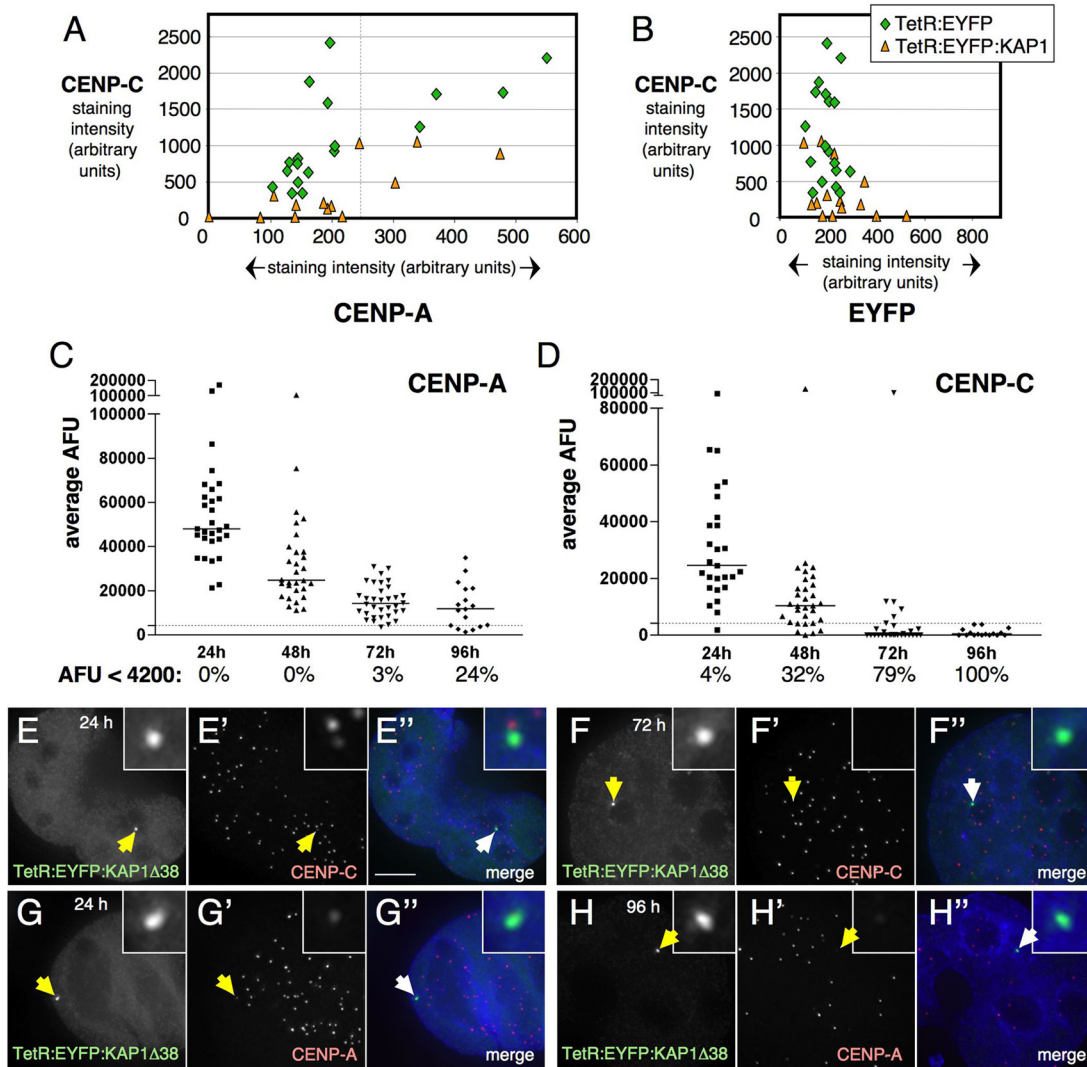 A
CENP-C
staining
intensity
(arbitrary
units)
2500
2000
1500
1000
500
0
0 100 200 300 400 500 600
staining intensity (arbitrary units)
CENP-A
B
TetR:EYFP
TetR:EYFP:KAP1
CENP-C
staining
intensity
(arbitrary
units)
2500
2000
1500
1000
500
0
0 200 400 600 800
staining intensity
(arbitrary units)
EYFP
C
CENP-A
average AFU
200000
100000
100000
80000
60000
40000
20000
0
24h 48h 72h 96h
AFU < 4200: 0% 0% 3% 24%
D
CENP-C
average AFU
200000
100000
80000
60000
40000
20000
0
24h 48h 72h 96h
4% 32% 79% 100%
E 24 h
TetR:EYFP:KAP1Δ38
E'
CENP-C
E''
merge
F 72 h
TetR:EYFP:KAP1Δ38
F'
CENP-C
F''
merge
G 24 h
TetR:EYFP:KAP1Δ38
G'
CENP-A
G''
merge
H 96 h
TetR:EYFP:KAP1Δ38
H'
CENP-A
H''
merge